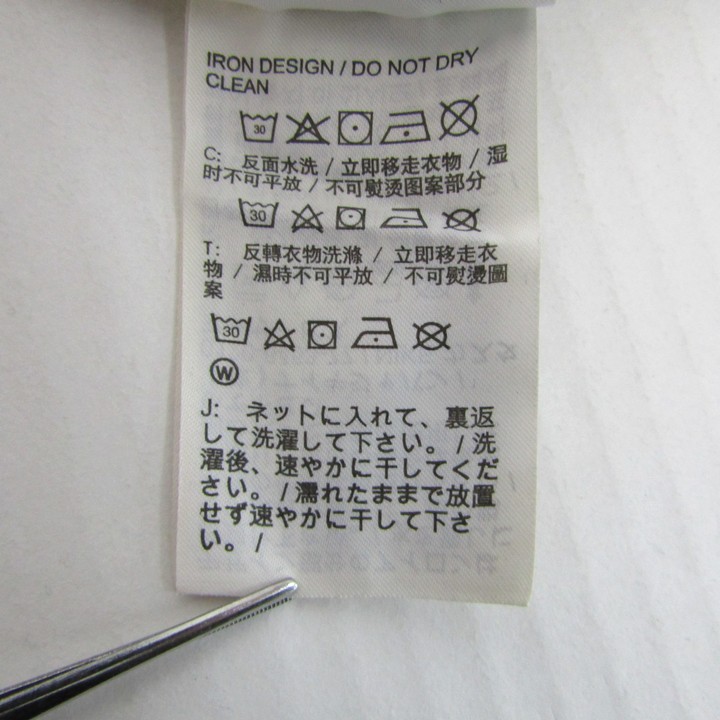 IRON DESIGN / DO NOT DRY
CLEAN
30
C: 反面水洗 / 立即移走衣物 / 湿
时不可平放 / 不可熨烫图案部分
30
T: 反轉衣物洗滌 / 立即移走衣
物 / 濕時不可平放 / 不可熨燙圖
案
30
W
J: ネットに入れて、裏返
して洗濯して下さい。 / 洗
濯後、速やかに干してくだ
さい。 / 濡れたままで放置
せず速やかに干して下さ
い。 /